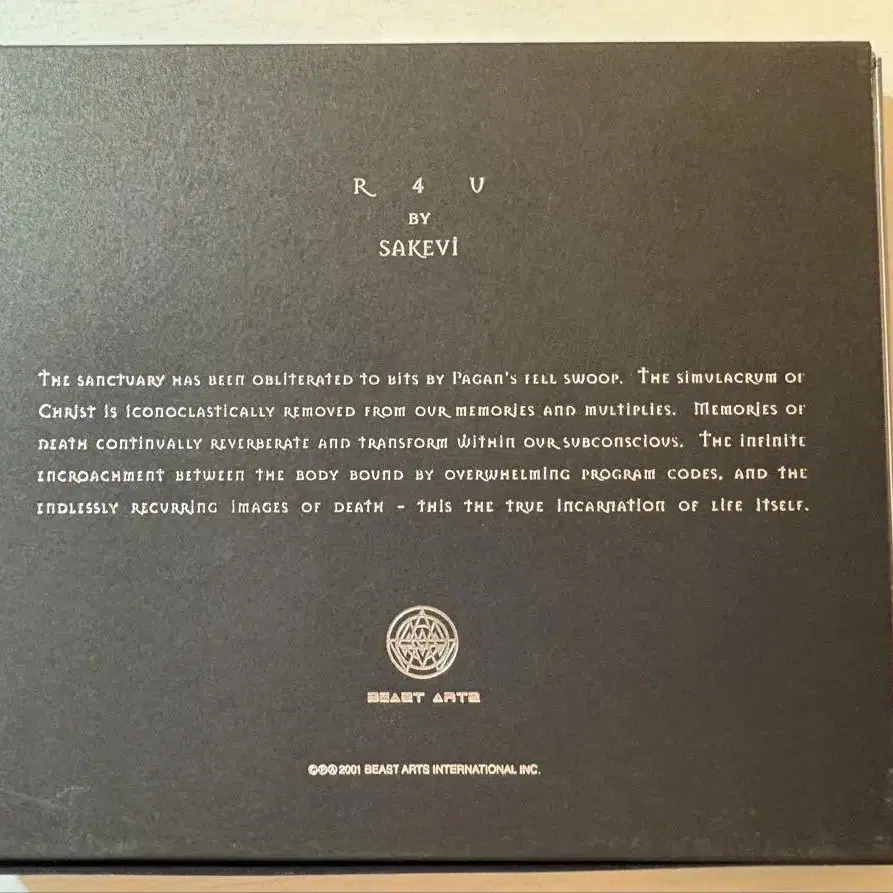 R 4 U
BY
SAKEVI
The sanctuary has been obliterated to bits by Pagan's fell swoop. The simulacrum of
Christ is iconoclastically removed from our memories and multiplies. Memories of
death continually reverberate and transform within our subconscious. The infinite
encroachment between the body bound by overwhelming program codes, and the
endlessly recurring images of death - this the true incarnation of life itself.
BEAST ARTS
©℗Ⓐ 2001 BEAST ARTS INTERNATIONAL INC.